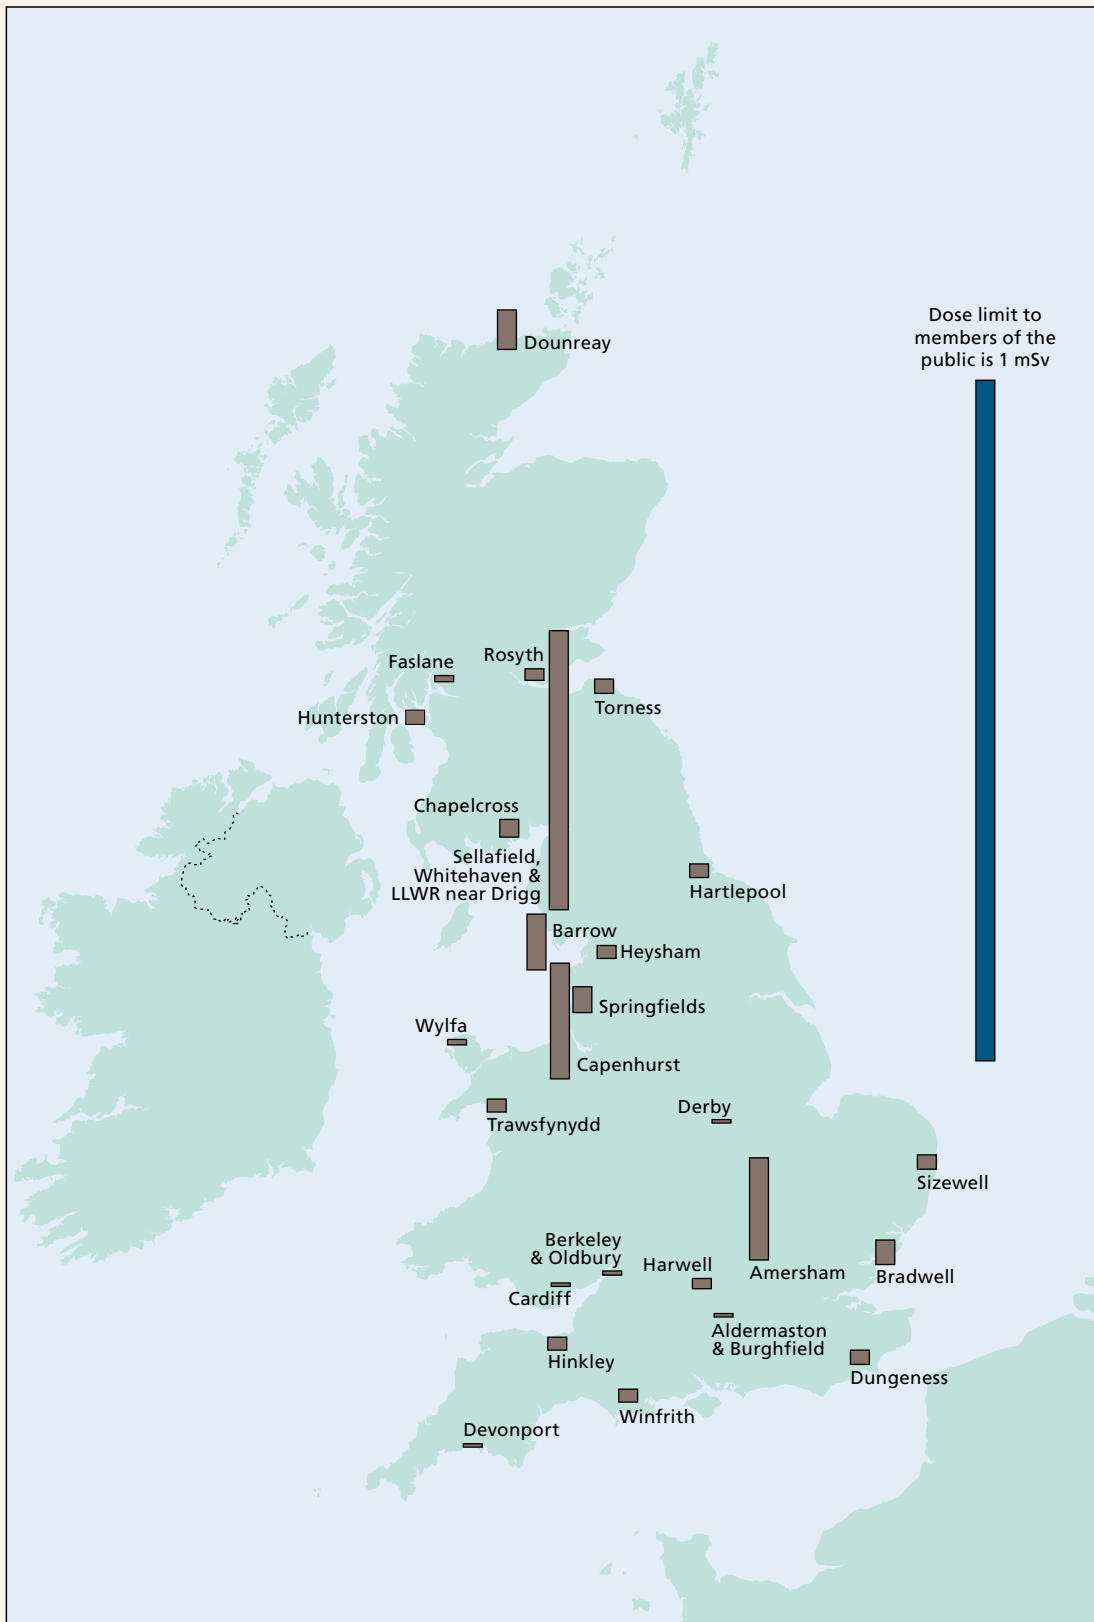 Dose limit to
members of the
public is 1 mSv
Dounreay
Rosyth
Faslane
Torness
Hunterston
Chapelcross
Sellafield,
Whitehaven &
LLWR near Drigg
Hartlepool
Barrow
Heysham
Springfields
Wylfa
Capenhurst
Derby
Trawsfynydd
Sizewell
Berkeley
& Oldbury
Harwell
Amersham
Bradwell
Cardiff
Aldermaston
& Burghfield
Hinkley
Dungeness
Winfrith
Devonport